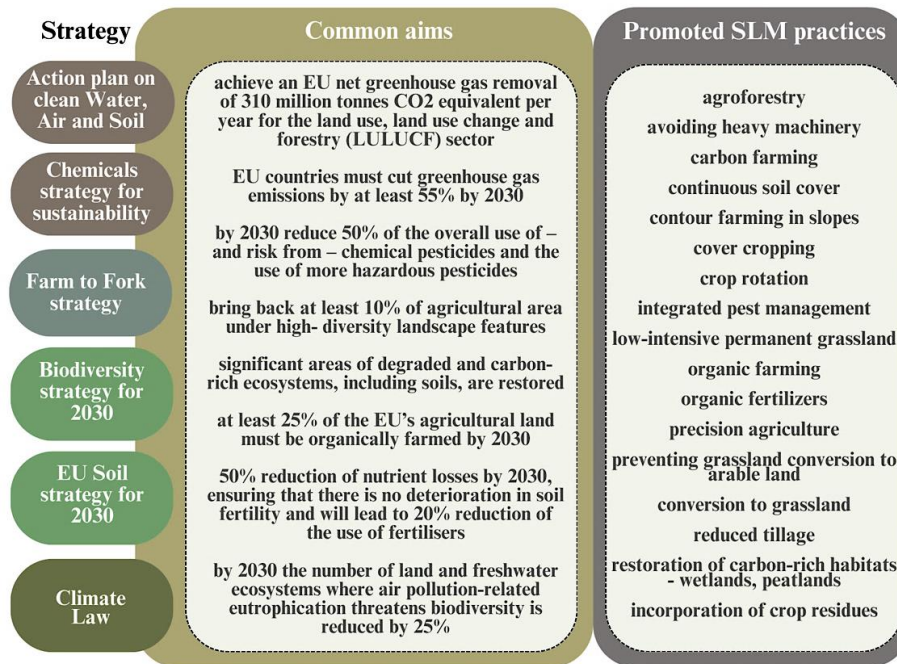 Strategy
Action plan on
clean Water,
Air and Soil
Chemicals
strategy for
sustainability
Farm to Fork
strategy
Biodiversity
strategy for
2030
EU Soil
strategy for
2030
Climate
Law
Common aims
achieve an EU net greenhouse gas removal
of 310 million tonnes CO2 equivalent per
year for the land use, land use change and
forestry (LULUCF) sector
EU countries must cut greenhouse gas
emissions by at least 55% by 2030
by 2030 reduce 50% of the overall use of –
and risk from – chemical pesticides and the
use of more hazardous pesticides
bring back at least 10% of agricultural area
under high- diversity landscape features
significant areas of degraded and carbon-
rich ecosystems, including soils, are restored
at least 25% of the EU's agricultural land
must be organically farmed by 2030
50% reduction of nutrient losses by 2030,
ensuring that there is no deterioration in soil
fertility and will lead to 20% reduction of
the use of fertilisers
by 2030 the number of land and freshwater
ecosystems where air pollution-related
eutrophication threatens biodiversity is
reduced by 25%
Promoted SLM practices
agroforestry
avoiding heavy machinery
carbon farming
continuous soil cover
contour farming in slopes
cover cropping
crop rotation
integrated pest management
low-intensive permanent grassland
organic farming
organic fertilizers
precision agriculture
preventing grassland conversion to
arable land
conversion to grassland
reduced tillage
restoration of carbon-rich habitats
- wetlands, peatlands
incorporation of crop residues